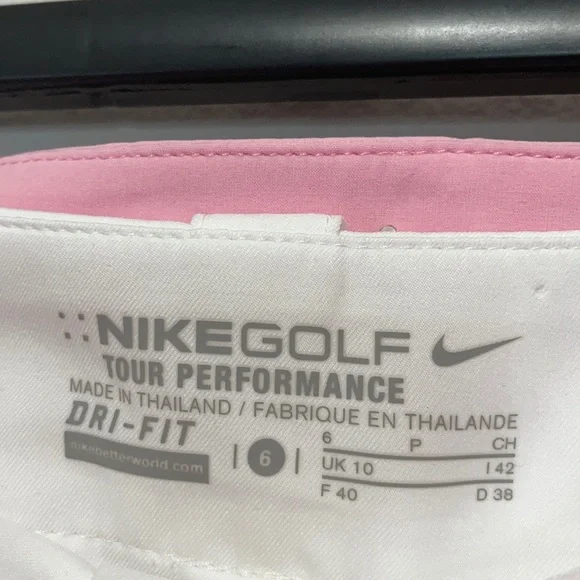 NIKEGOLF
TOUR PERFORMANCE
MADE IN THAILAND / FABRIQUE EN THAILANDE
DRI-FIT
nikebetterworld.com
6
6 P CH
UK 10 I 42
F 40 D 38